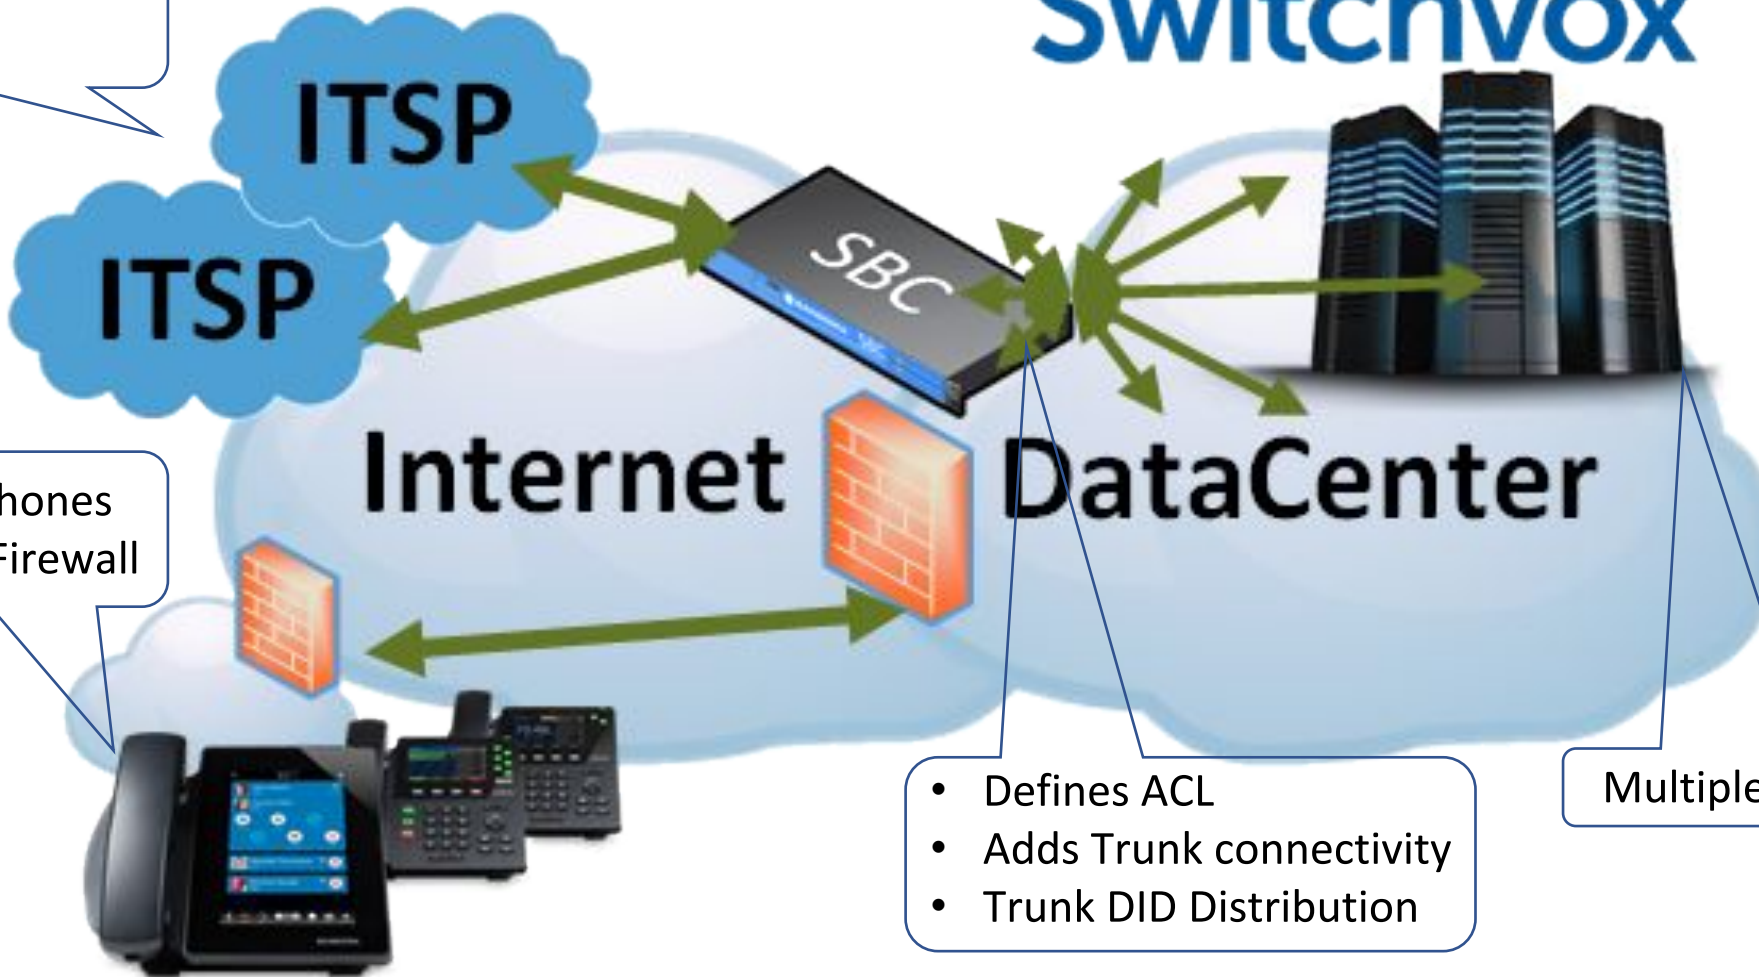 Switchvox
ITSP
ITSP
SBC
Internet
DataCenter
hones
Firewall
• Defines ACL
• Adds Trunk connectivity
• Trunk DID Distribution
Multiple